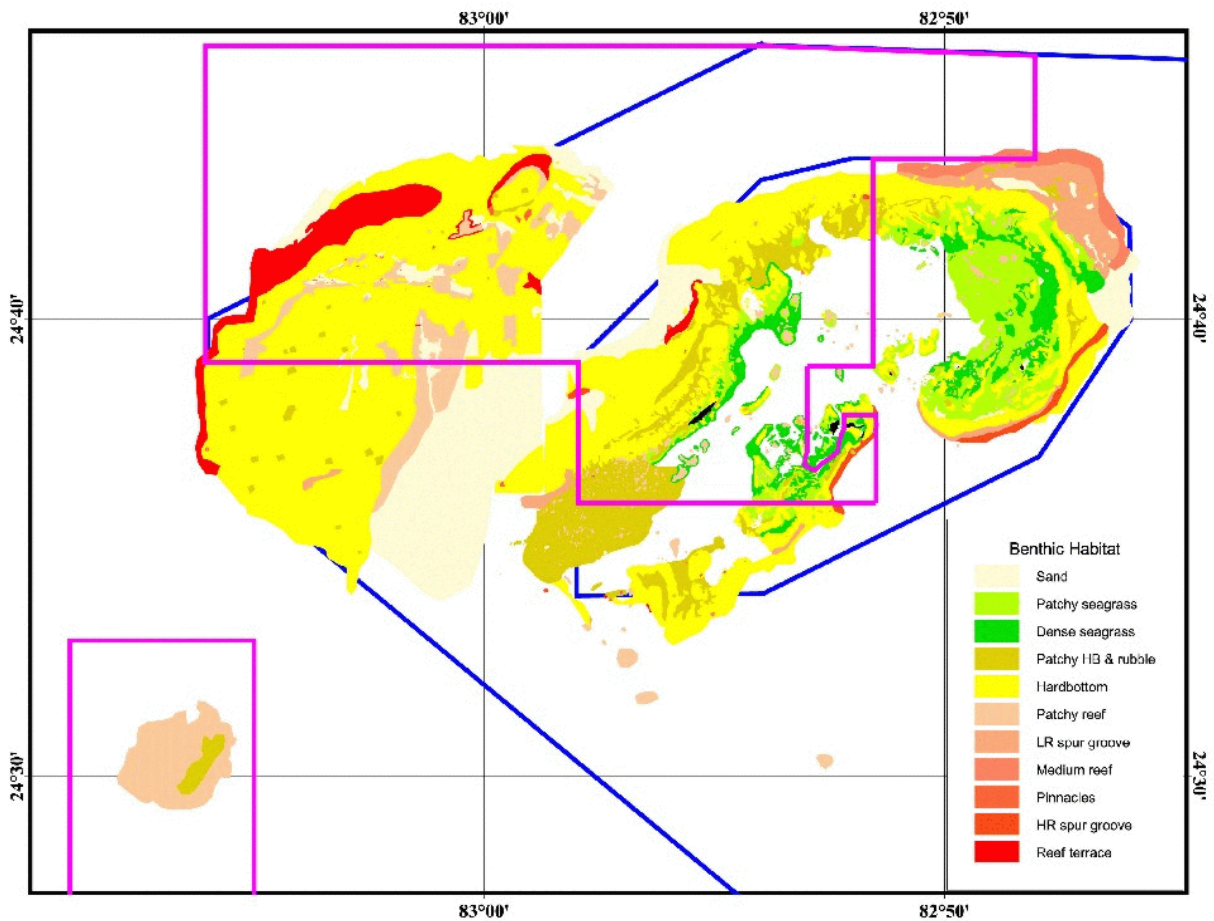 83°00' 82°50'
24°40' 24°40'
Benthic Habitat
Sand
Patchy seagrass
Dense seagrass
Patchy HB & rubble
Hardbottom
Patchy reef
LR spur groove
Medium reef
Pinnacles
HR spur groove
Reef terrace
24°30' 24°30'
83°00' 82°50'